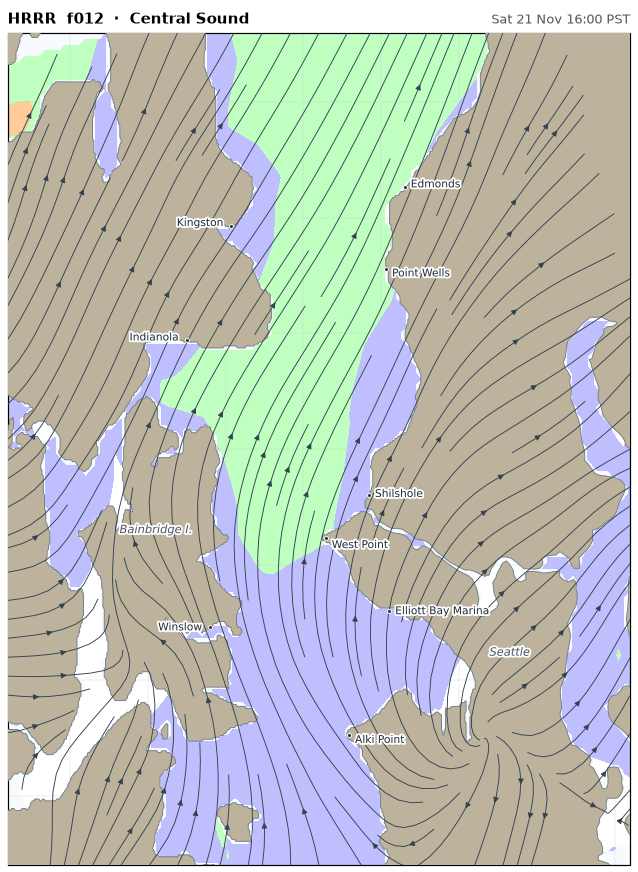 HRRR f012 · Central Sound
Sat 21 Nov 16:00 PST
Edmonds
Kingston
Point Wells
Indianola
Shilshole
Bainbridge I.
West Point
Elliott Bay Marina
Winslow
Seattle
Alki Point